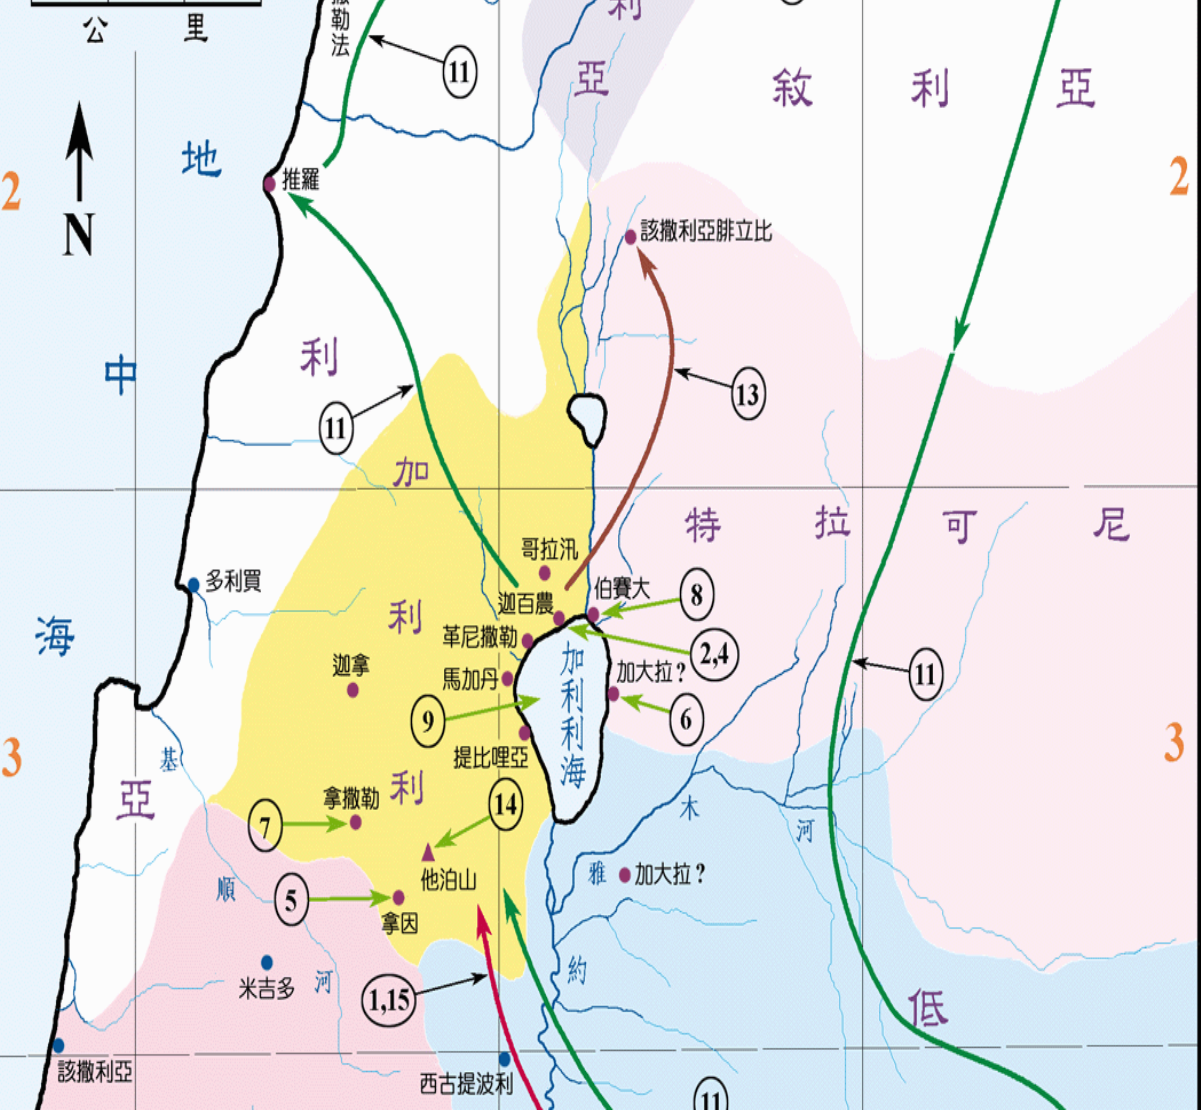 公 里
撒勒法
11
利
亞
敘 利 亞
地
2
2
推羅
N
該撒利亞腓立比
利
中
13
11
加
特 拉 可 尼
哥拉汛
多利買
迦百農
伯賽大
8
利
海
革尼撒勒
2,4
迦拿
馬加丹
加利利海
加大拉?
11
9
6
3
3
基
提比哩亞
利
亞
拿撒勒
14
木
7
河
他泊山
雅
加大拉?
順
5
拿因
米吉多
河
約
1,15
低
該撒利亞
西古提波利
11